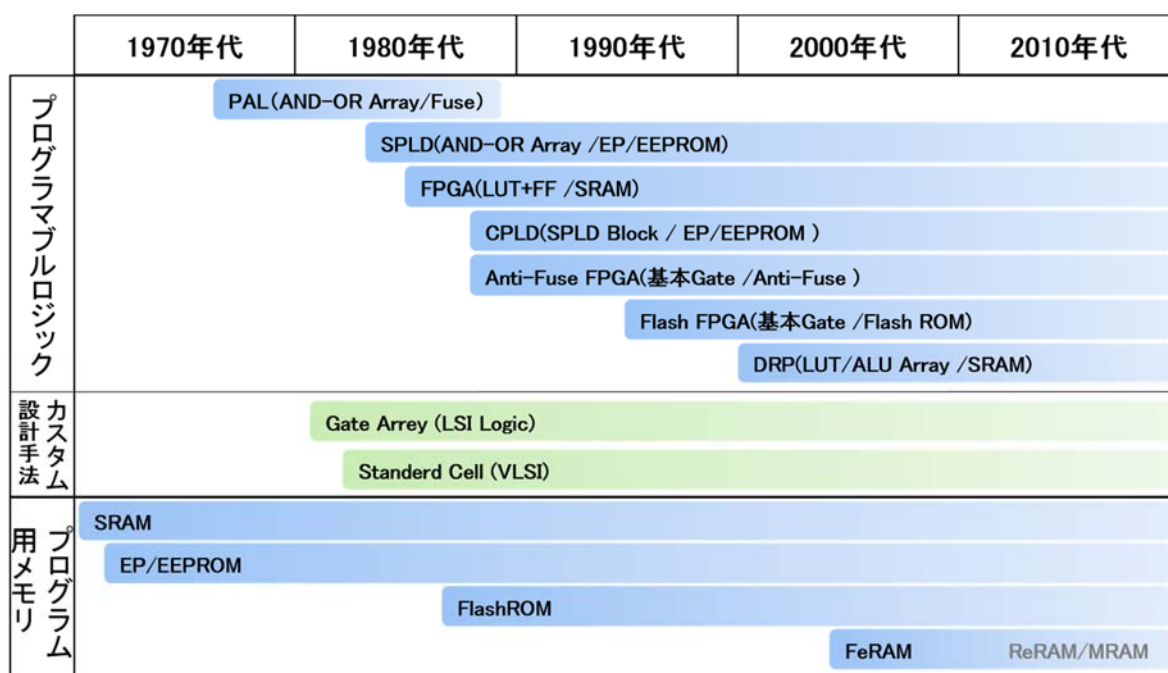 1970年代 1980年代 1990年代 2000年代 2010年代
プログラマブルロジック
PAL(AND-OR Array/Fuse)
SPLD(AND-OR Array /EP/EEPROM)
FPGA(LUT+FF /SRAM)
CPLD(SPLD Block / EP/EEPROM )
Anti-Fuse FPGA(基本Gate /Anti-Fuse )
Flash FPGA(基本Gate /Flash ROM)
DRP(LUT/ALU Array /SRAM)
カスタム
設計手法
Gate Arrey (LSI Logic)
Standerd Cell (VLSI)
プログラム
用メモリ
SRAM
EP/EEPROM
FlashROM
FeRAM ReRAM/MRAM